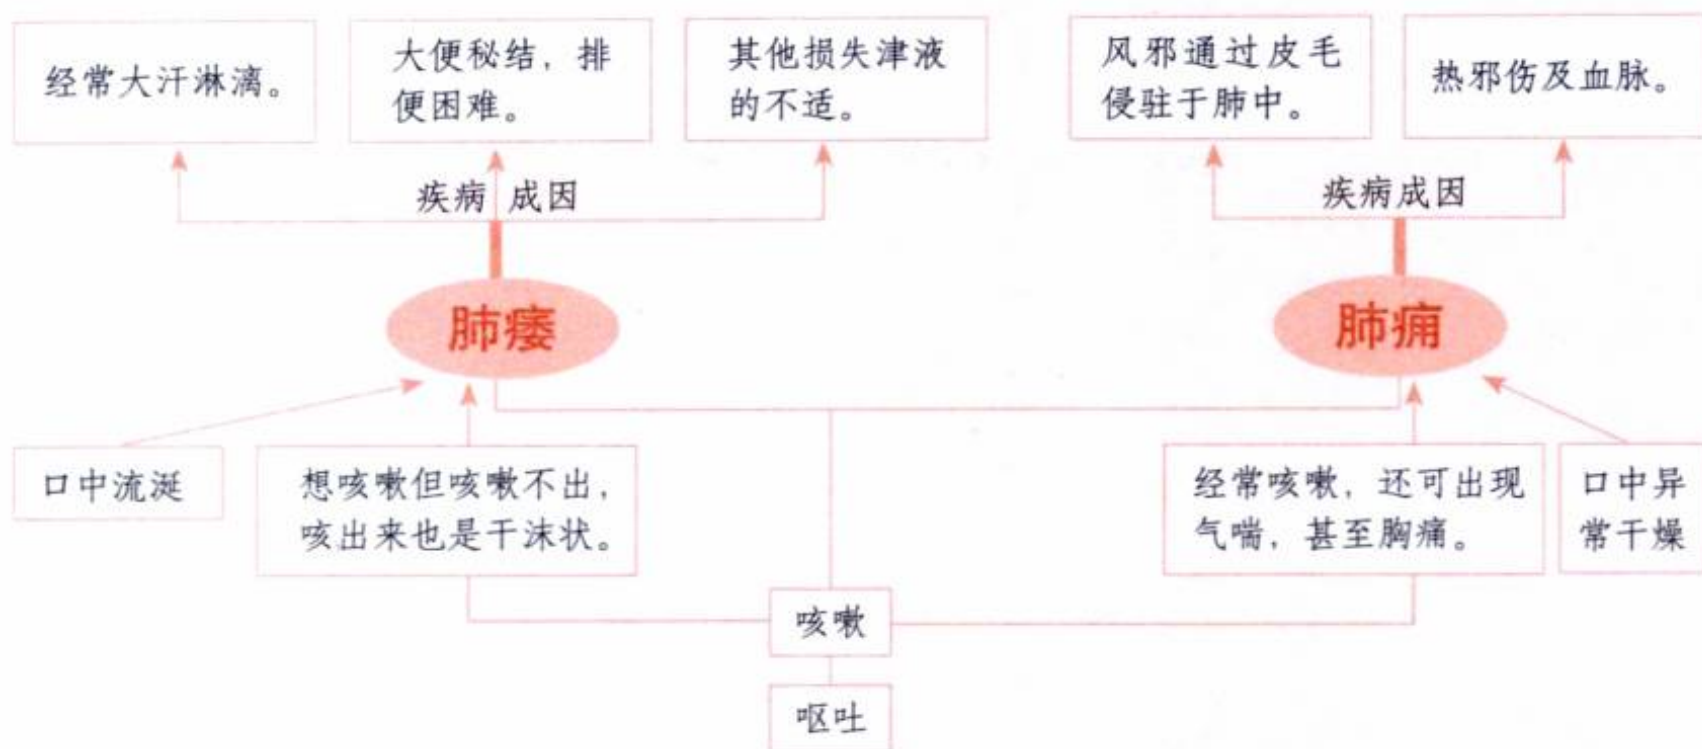 经常大汗淋漓。
大便秘结，排
便困难。
其他损失津液
的不适。
风邪通过皮毛
侵驻于肺中。
热邪伤及血脉。
疾病 成因
疾病成因
肺痿
肺痈
口中流涎
想咳嗽但咳嗽不出，
咳出来也是干沫状。
经常咳嗽，还可出现
气喘，甚至胸痛。
口中异
常干燥
咳嗽
呕吐